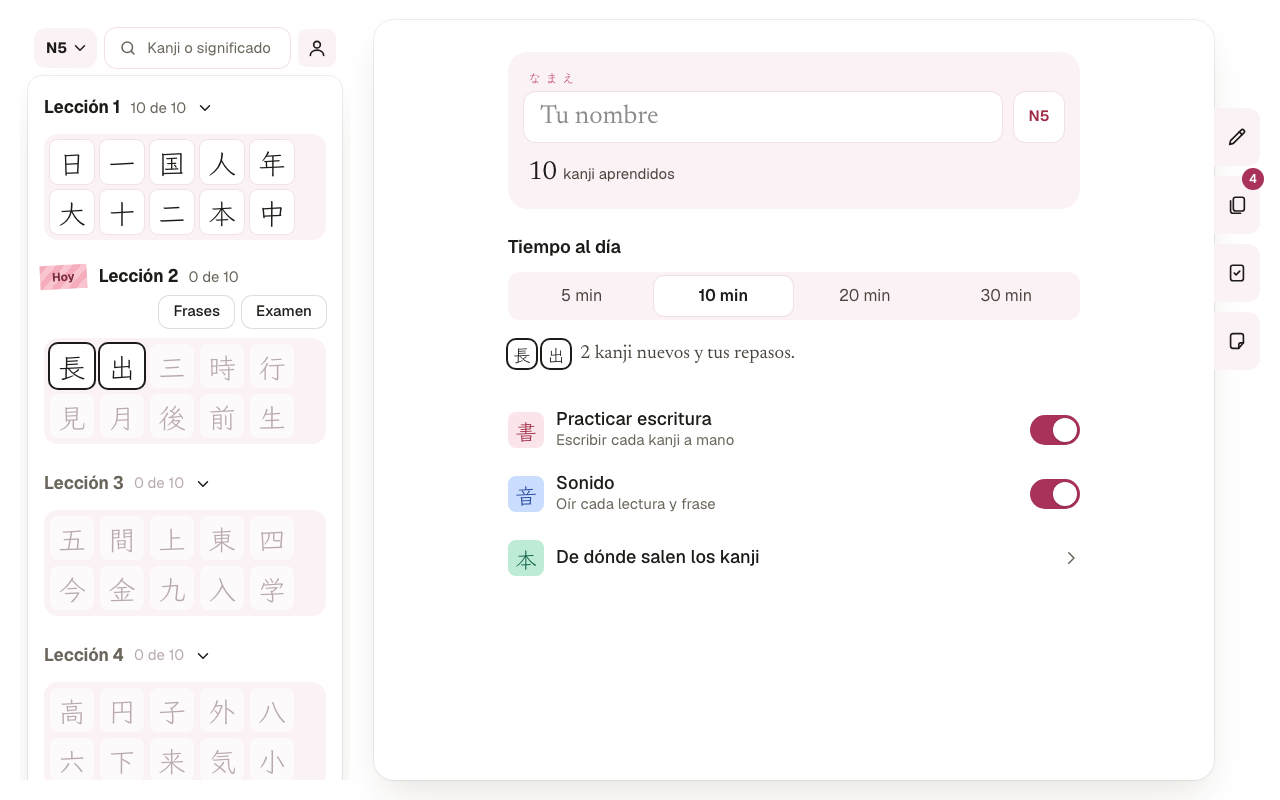 N5
Kanji o significado
Lección 1 10 de 10
日 一 国 人 年
大 十 二 本 中
Hoy Lección 2 0 de 10
Frases Examen
長 出 三 時 行
見 月 後 前 生
Lección 3 0 de 10
五 間 上 東 四
今 金 九 入 学
Lección 4 0 de 10
高 円 子 外 八
六 下 来 気 小
なまえ
Tu nombre N5
10 kanji aprendidos
Tiempo al día
5 min 10 min 20 min 30 min
長 出 2 kanji nuevos y tus repasos.
書 Practicar escritura
Escribir cada kanji a mano
音 Sonido
Oír cada lectura y frase
本 De dónde salen los kanji
4